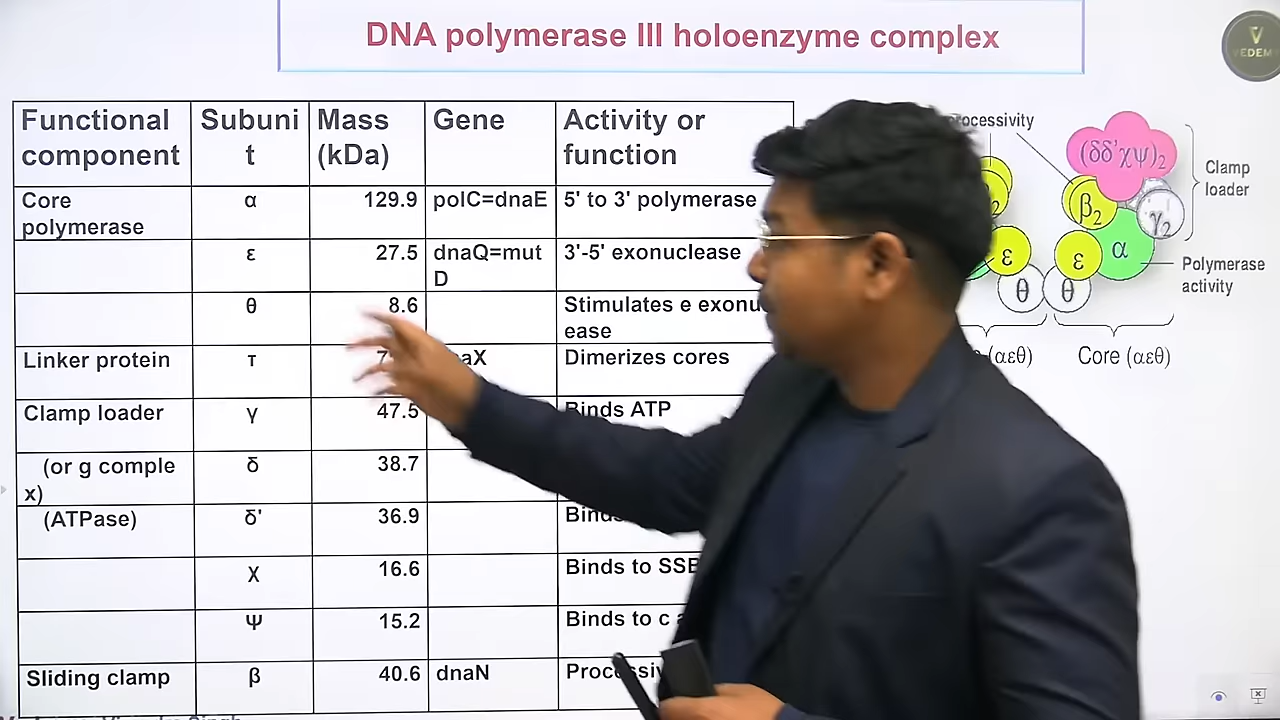 DNA polymerase III holoenzyme complex
VEDEM
Functional component
Subuni
t
Mass
(kDa)
Gene
Activity or
function
Core
polymerase
α
129.9
polC=dnaE
5' to 3' polymerase
ε
27.5
dnaQ=mut
D
3'-5' exonuclease
θ
8.6
Stimulates e exonu
ease
Linker protein
τ
Dimerizes cores
Clamp loader
γ
47.5
Binds ATP
(or g comple
x)
δ
38.7
(ATPase)
δ'
36.9
χ
16.6
Binds to SSB
ψ
15.2
Binds to c
Sliding clamp
β
40.6
dnaN
(δδ'χψ)2
Clamp
loader
β2
γ2
ε
ε
α
θ
θ
Polymerase
activity
(αεθ)
Core (αεθ)